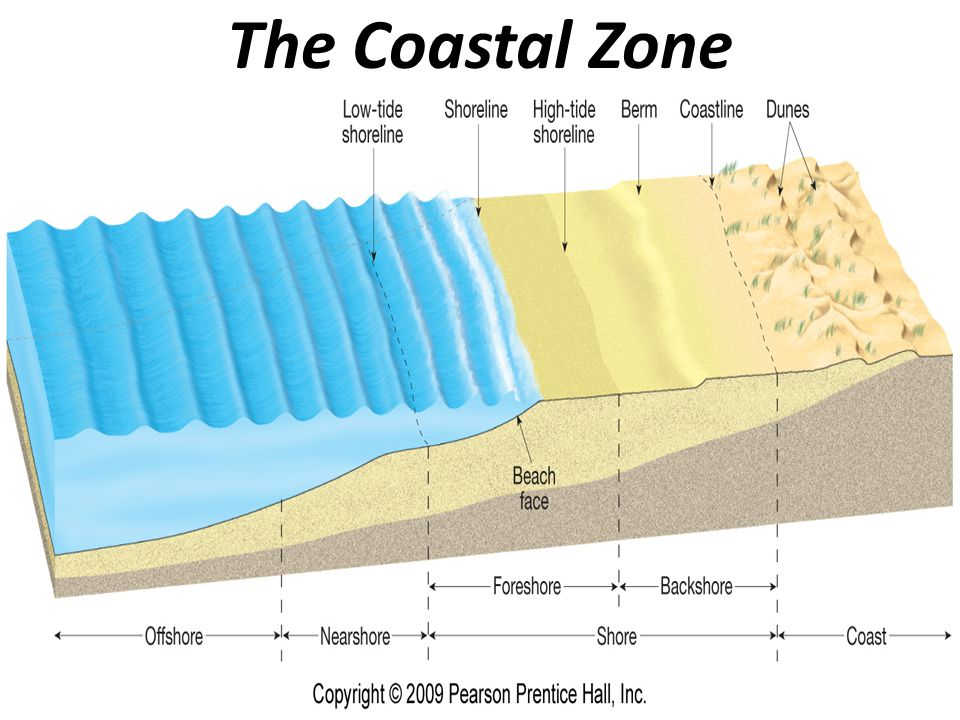 The Coastal Zone
Low-tide
shoreline
Shoreline
High-tide
shoreline
Berm
Coastline
Dunes
Beach
face
Foreshore
Backshore
Offshore
Nearshore
Shore
Coast
Copyright © 2009 Pearson Prentice Hall, Inc.